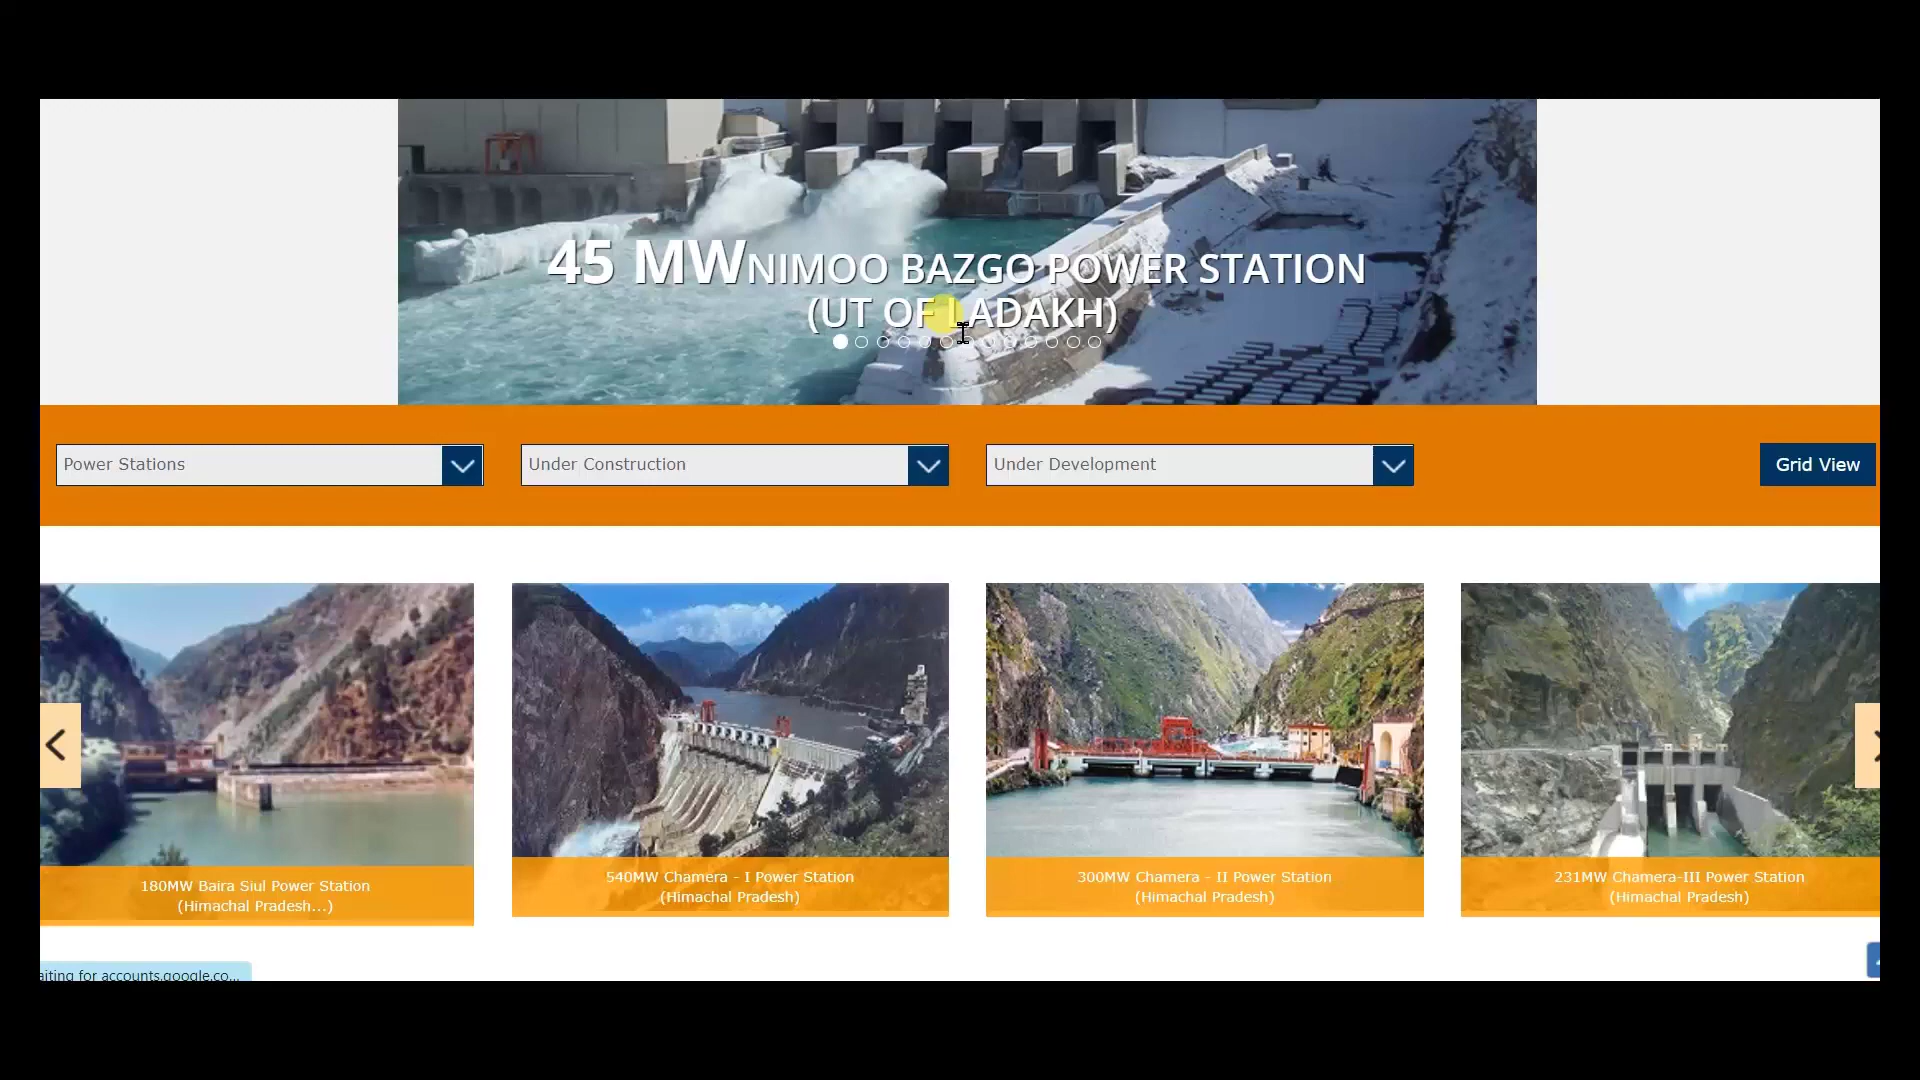 45 MW NIMOO BAZGO POWER STATION
(UT OF LADAKH)
Power Stations
Under Construction
Under Development
Grid View
180MW Baira Siul Power Station
(Himachal Pradesh...)
540MW Chamera - I Power Station
(Himachal Pradesh)
300MW Chamera - II Power Station
(Himachal Pradesh)
231MW Chamera-III Power Station
(Himachal Pradesh)
aiting for accounts.google.co...